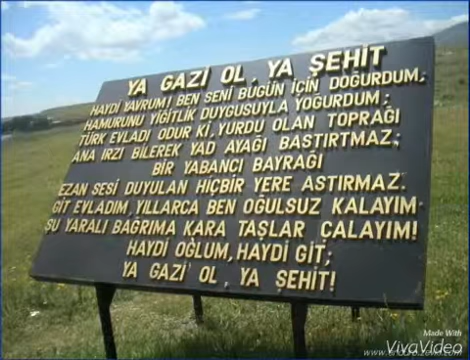 YA GAZİ OL, YA ŞEHİT
HAYDİ YAVRUM! BEN SENİ BUGÜN İÇİN DOĞURDUM;
HAMURUNU YİĞİTLİK DUYGUSUYLA YOĞURDUM;
TÜRK EVLADI ODUR Kİ, YURDU OLAN TOPRAĞI
ANA IRZI BİLEREK YAD AYAĞI BASTIRTMAZ;
BİR YABANCI BAYRAĞI
EZAN SESİ DUYULAN HİÇBİR YERE ASTIRMAZ.
GİT EVLADIM, YILLARCA BEN OĞULSUZ KALAYIM.
ŞU YARALI BAĞRIMA KARA TAŞLAR ÇALAYIM!
HAYDİ OĞLUM, HAYDİ GİT,
YA GAZİ OL, YA ŞEHİT!
Made With
VivaVideo